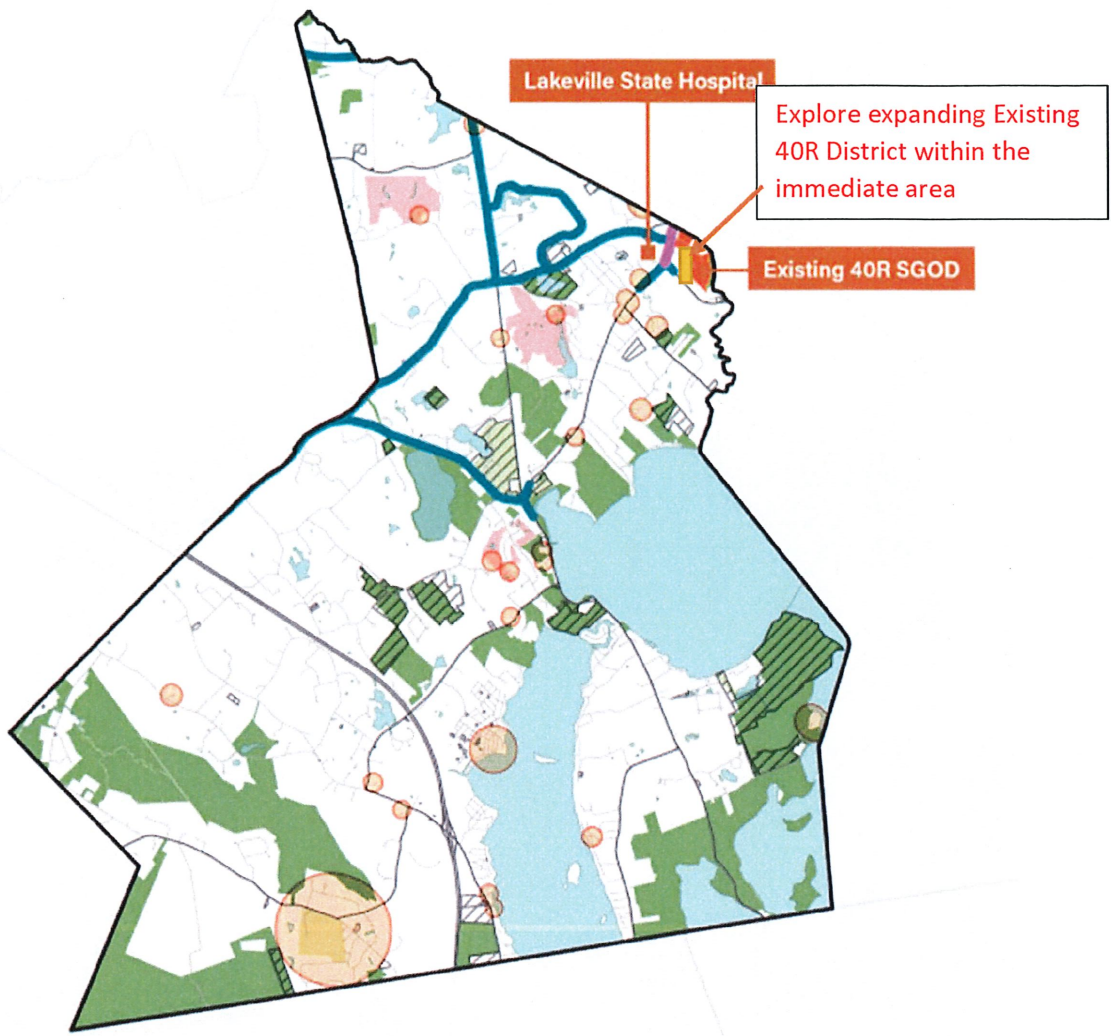 Lakeville State Hospital
Explore expanding Existing
40R District within the
immediate area
Existing 40R SGOD